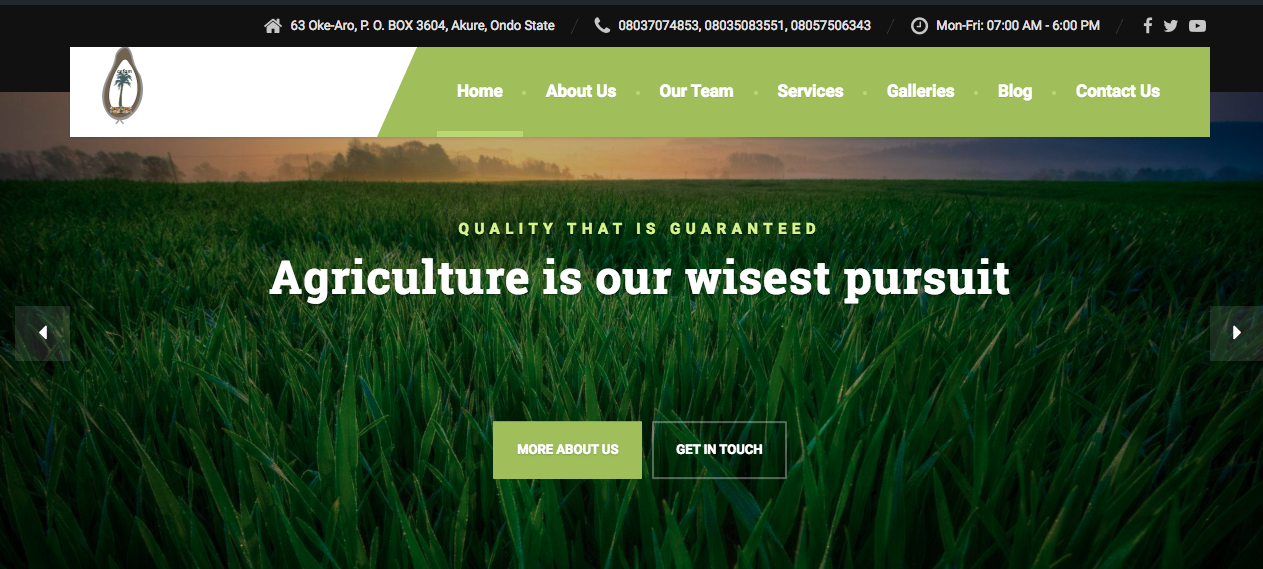 63 Oke-Aro, P. O. BOX 3604, Akure, Ondo State / 08037074853, 08035083551, 08057506343 / Mon-Fri: 07:00 AM - 6:00 PM /
Home About Us Our Team Services Galleries Blog Contact Us
QUALITY THAT IS GUARANTEED
Agriculture is our wisest pursuit
MORE ABOUT US GET IN TOUCH